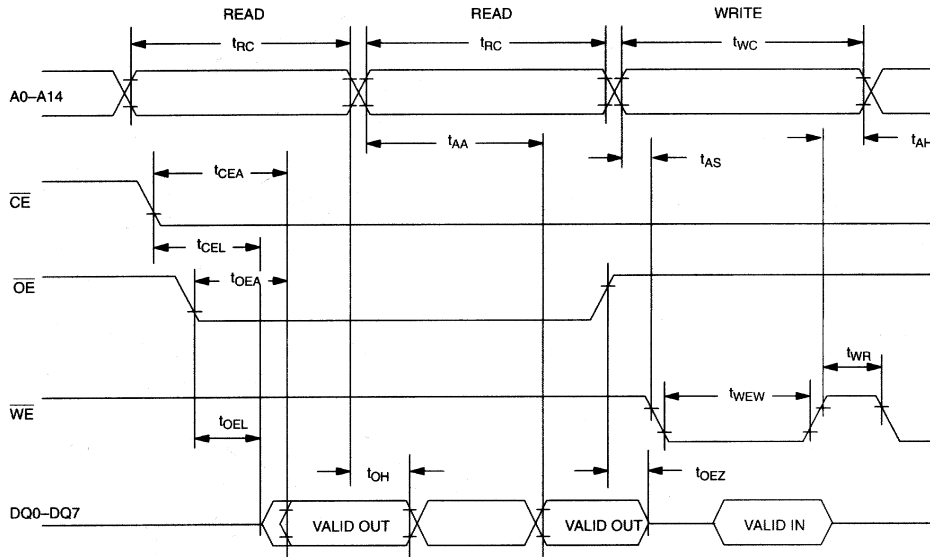 READ READ WRITE
tRC tRC tWC
A0–A14
tAA
tAS tAH
tCEA
CE
tCEL
OE tOEA
tWR
WE tWEW
tOEL
tOH tOEZ
DQ0–DQ7 VALID OUT VALID OUT VALID IN